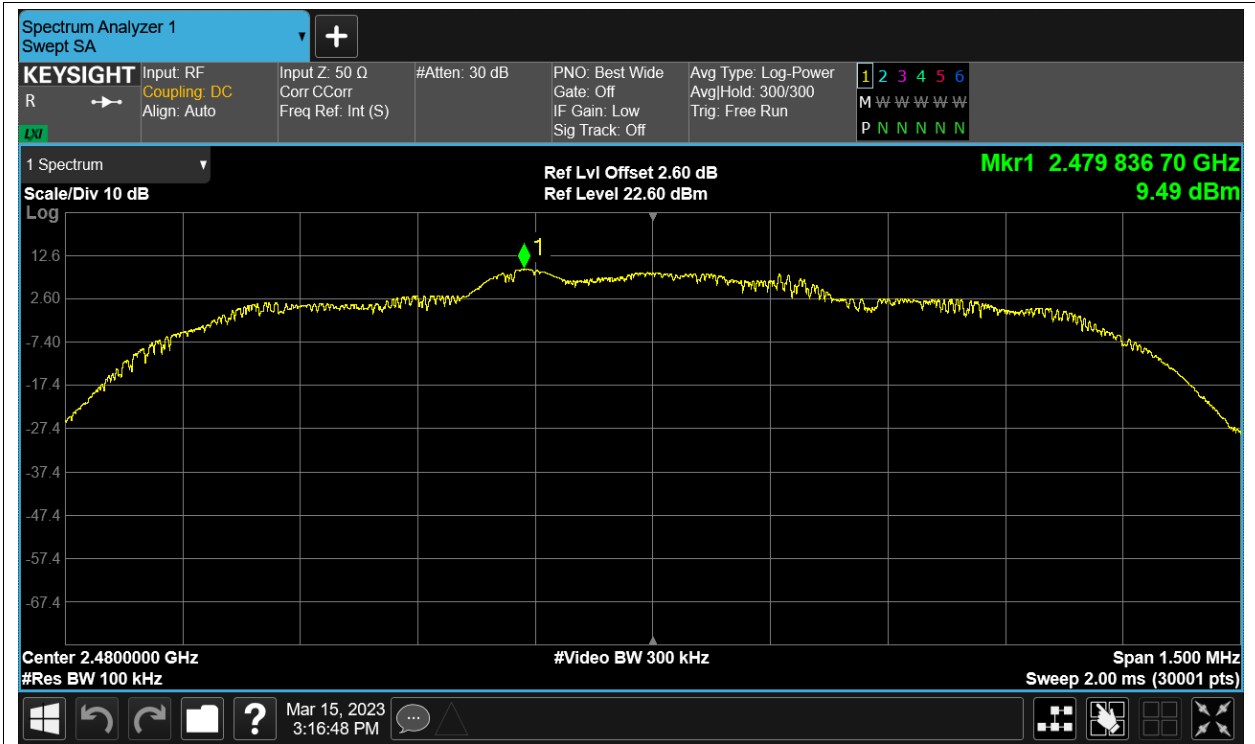 Spectrum Analyzer 1
Swept SA
KEYSIGHT
R
LXI
Input: RF
Coupling: DC
Align: Auto
Input Z: 50 Ω
Corr CCorr
Freq Ref: Int (S)
#Atten: 30 dB
PNO: Best Wide
Gate: Off
IF Gain: Low
Sig Track: Off
Avg Type: Log-Power
Avg|Hold: 300/300
Trig: Free Run
1 2 3 4 5 6
M W W W W W
P N N N N N
1 Spectrum
Scale/Div 10 dB
Log
Ref Lvl Offset 2.60 dB
Ref Level 22.60 dBm
Mkr1 2.479 836 70 GHz
9.49 dBm
1
12.6
2.60
-7.40
-17.4
-27.4
-37.4
-47.4
-57.4
-67.4
Center 2.4800000 GHz
#Res BW 100 kHz
#Video BW 300 kHz
Span 1.500 MHz
Sweep 2.00 ms (30001 pts)
?
Mar 15, 2023
3:16:48 PM